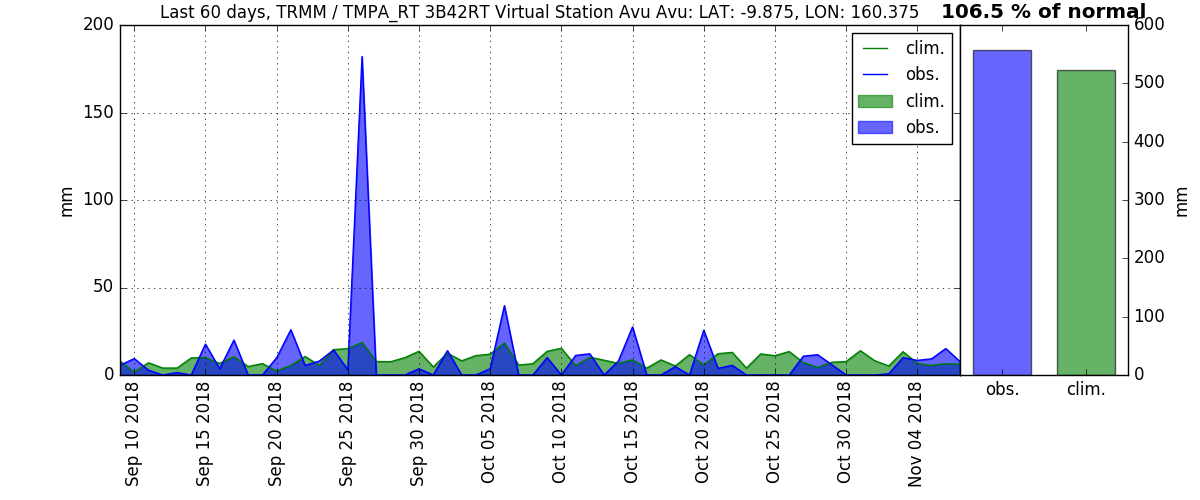 Last 60 days, TRMM / TMPA_RT 3B42RT Virtual Station Avu Avu: LAT: -9.875, LON: 160.375
106.5 % of normal
200
150
100
50
0
mm
clim.
obs.
clim.
obs.
Sep 10 2018
Sep 15 2018
Sep 20 2018
Sep 25 2018
Sep 30 2018
Oct 05 2018
Oct 10 2018
Oct 15 2018
Oct 20 2018
Oct 25 2018
Oct 30 2018
Nov 04 2018
600
500
400
300
200
100
0
mm
obs.
clim.